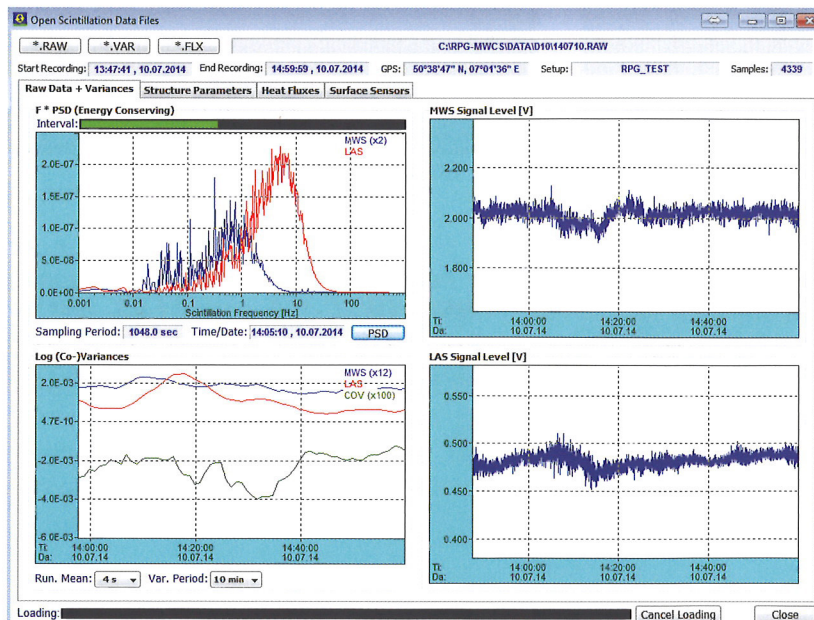 Open Scintillation Data Files
*.RAW *.VAR *.FLX C:\RPG-MWCS\DATA\D10\140710.RAW
Start Recording: 13:47:41 , 10.07.2014 End Recording: 14:59:59 , 10.07.2014 GPS: 50°38'47" N, 07°01'36" E Setup: RPG_TEST Samples: 4339
Raw Data + Variances Structure Parameters Heat Fluxes Surface Sensors
F * PSD (Energy Conserving)
Interval:
MWS (x2)
LAS
2.0E-07
1.5E-07
1.0E-07
5.0E-08
0.0E+00
0.001 0.01 0.1 1 10 100
Scintillation Frequency [Hz]
Sampling Period: 1048.0 sec Time/Date: 14:05:10 , 10.07.2014 PSD
MWS Signal Level [V]
2.200
2.000
1.800
Ti: 14:00:00 14:20:00 14:40:00
Da: 10.07.14 10.07.14 10.07.14
Log (Co-)Variances
MWS (x12)
LAS
COV (x100)
2.0E-03
4.7E-10
-2.0E-03
-4.0E-03
-6.0E-03
Ti: 14:00:00 14:20:00 14:40:00
Da: 10.07.14 10.07.14 10.07.14
Run. Mean: 4 s Var. Period: 10 min
LAS Signal Level [V]
0.550
0.500
0.450
0.400
Ti: 14:00:00 14:20:00 14:40:00
Da: 10.07.14 10.07.14 10.07.14
Loading: Cancel Loading Close